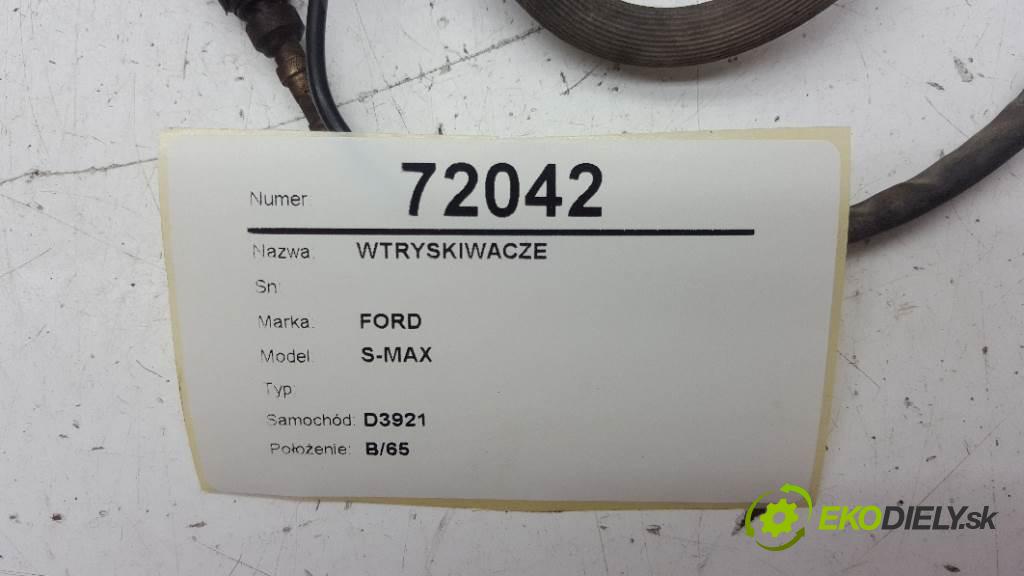 Numer: 72042
Nazwa: WTRYSKIWACZE
Sn:
Marka: FORD
Model: S-MAX
Typ:
Samochód: D3921
Położenie: B/65
EKODIELY.sk